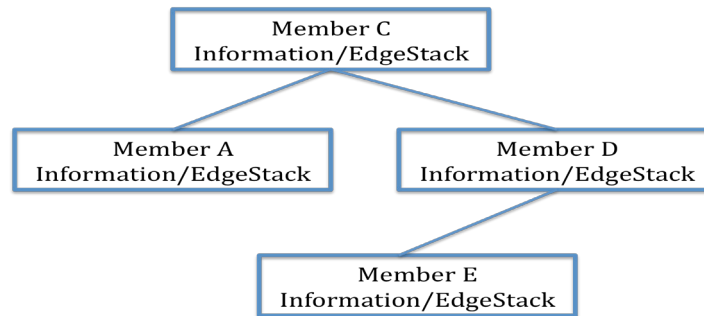 Member C
Information/EdgeStack
Member A
Information/EdgeStack
Member D
Information/EdgeStack
Member E
Information/EdgeStack